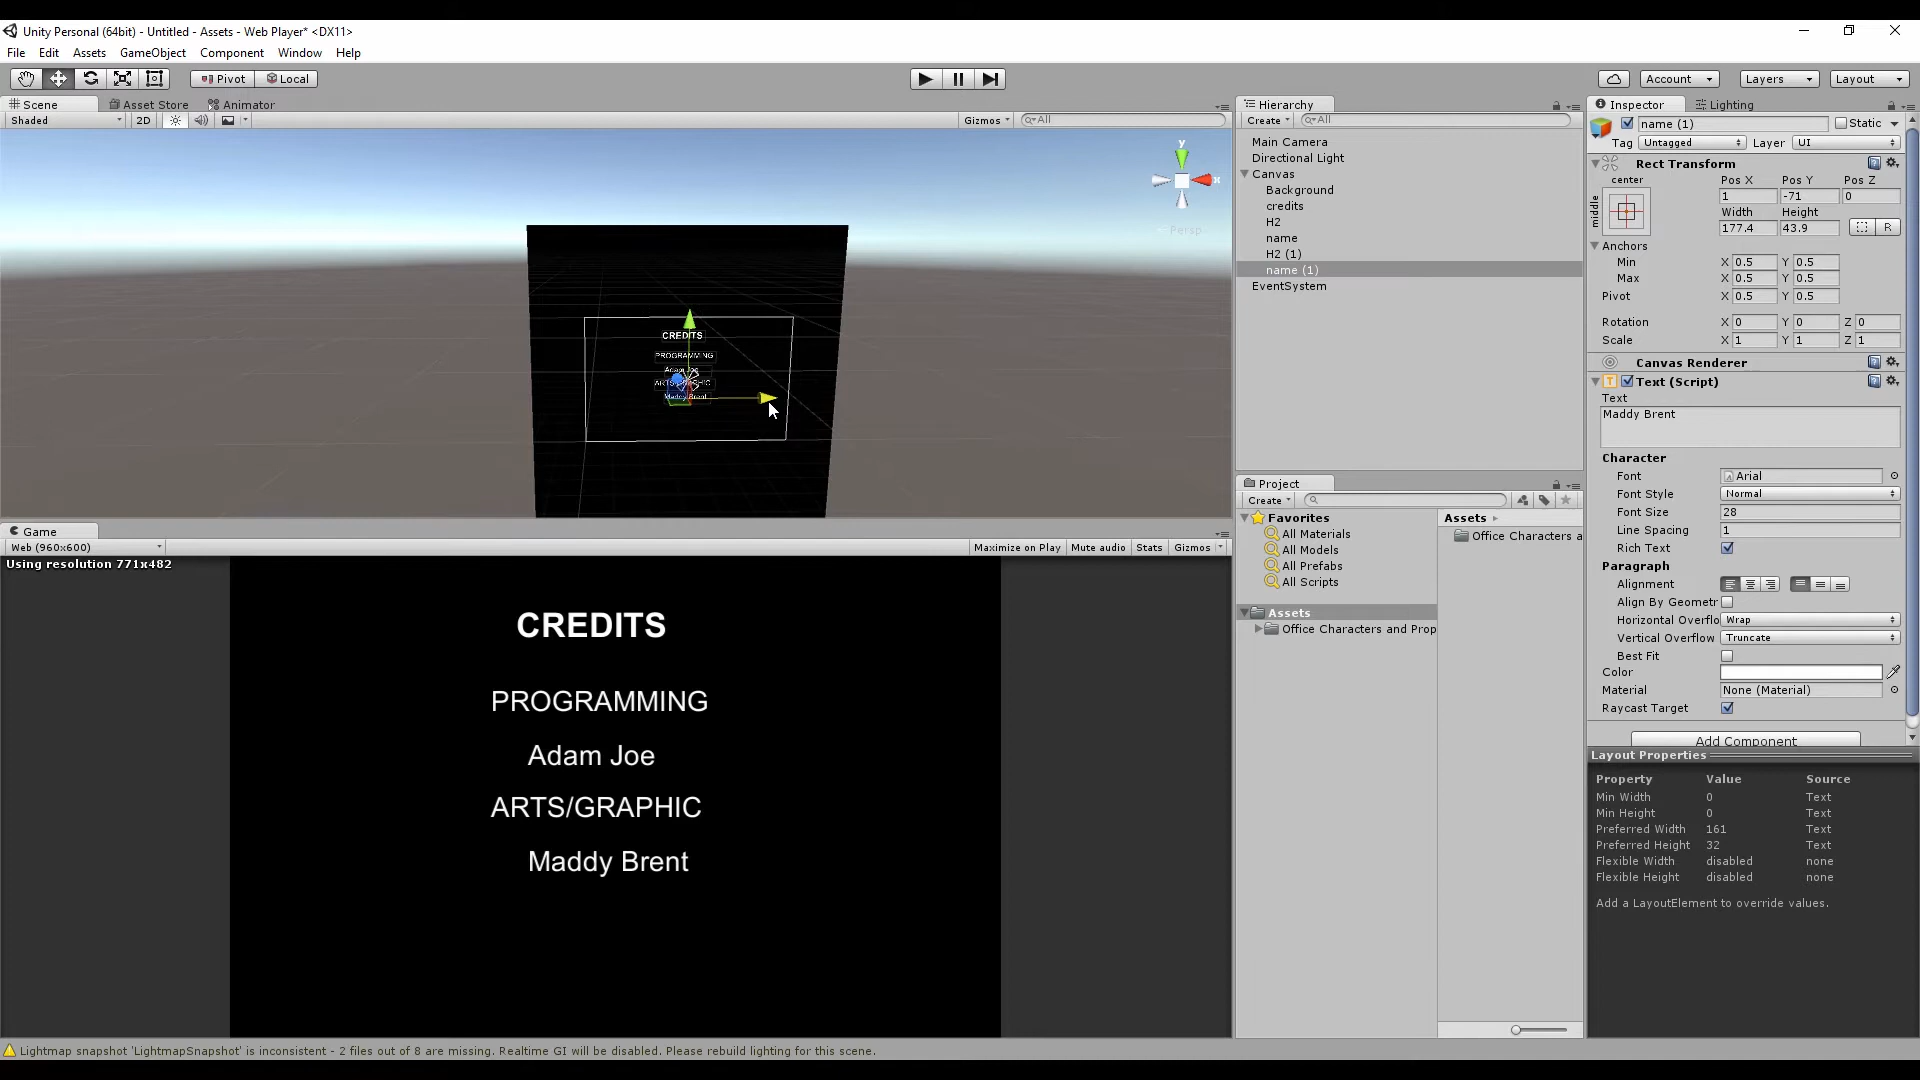 Unity Personal (64bit) - Untitled - Assets - Web Player* <DX11>
File Edit Assets GameObject Component Window Help
Pivot Local Account Layers Layout
Scene Asset Store Animator
Shaded 2D Gizmos All
y
x
Persp
CREDITS
PROGRAMMING
Adam Joe
ARTS/GRAPHIC
Maddy Brent
Game
Web (960x600) Maximize on Play Mute audio Stats Gizmos
Using resolution 771x482
CREDITS
PROGRAMMING
Adam Joe
ARTS/GRAPHIC
Maddy Brent
Hierarchy
Create All
Main Camera
Directional Light
Canvas
Background
credits
H2
name
H2 (1)
name (1)
EventSystem
Project
Create
Favorites
All Materials
All Models
All Prefabs
All Scripts
Assets
Office Characters and Prop
Assets
Office Characters a
Inspector Lighting
name (1) Static
Tag Untagged Layer UI
Rect Transform
center
middle
Pos X Pos Y Pos Z
1 -71 0
Width Height
177.4 43.9 R
Anchors
Min X 0.5 Y 0.5
Max X 0.5 Y 0.5
Pivot X 0.5 Y 0.5
Rotation X 0 Y 0 Z 0
Scale X 1 Y 1 Z 1
Canvas Renderer
Text (Script)
Text
Maddy Brent
Character
Font Arial
Font Style Normal
Font Size 28
Line Spacing 1
Rich Text
Paragraph
Alignment
Align By Geometr
Horizontal Overflo Wrap
Vertical Overflow Truncate
Best Fit
Color
Material None (Material)
Raycast Target
Add Component
Layout Properties
Property Value Source
Min Width 0 Text
Min Height 0 Text
Preferred Width 161 Text
Preferred Height 32 Text
Flexible Width disabled none
Flexible Height disabled none
Add a LayoutElement to override values.
Lightmap snapshot 'LightmapSnapshot' is inconsistent - 2 files out of 8 are missing. Realtime GI will be disabled. Please rebuild lighting for this scene.